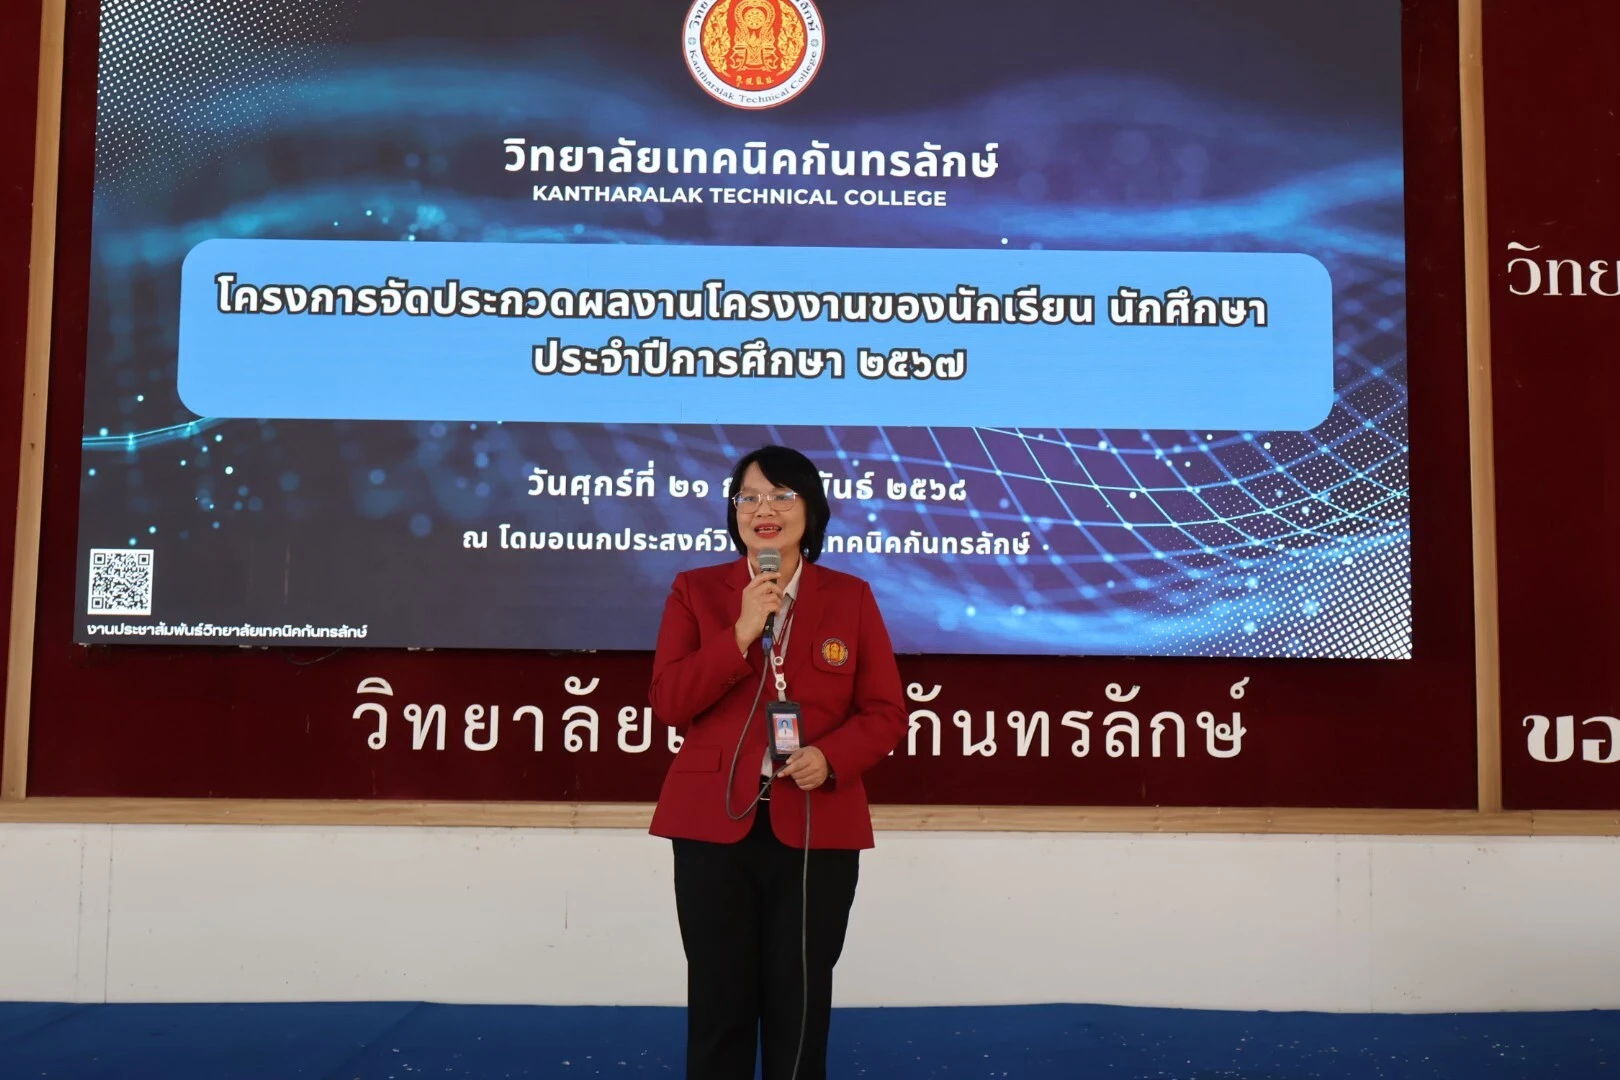 Kantharalak Technical College
วิทยาลัยเทคนิคกันทรลักษ์
KANTHARALAK TECHNICAL COLLEGE
โครงการจัดประกวดผลงานโครงงานของนักเรียน นักศึกษา
ประจำปีการศึกษา ๒๕๖๗
วันศุกร์ที่ ๒๑ ก พันธ์ ๒๕๖๘
ณ โดมอเนกประสงค์วิ ทคนิคกันทรลักษ์
งานประชาสัมพันธ์วิทยาลัยเทคนิคกันทรลักษ์
วิทยาลัยเ กันทรลักษ์
วิทย
ขอ